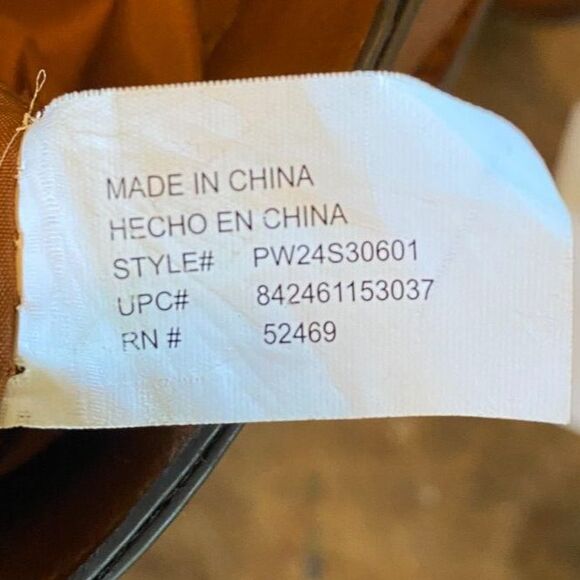 MADE IN CHINA
HECHO EN CHINA
STYLE# PW24S30601
UPC# 842461153037
RN # 52469